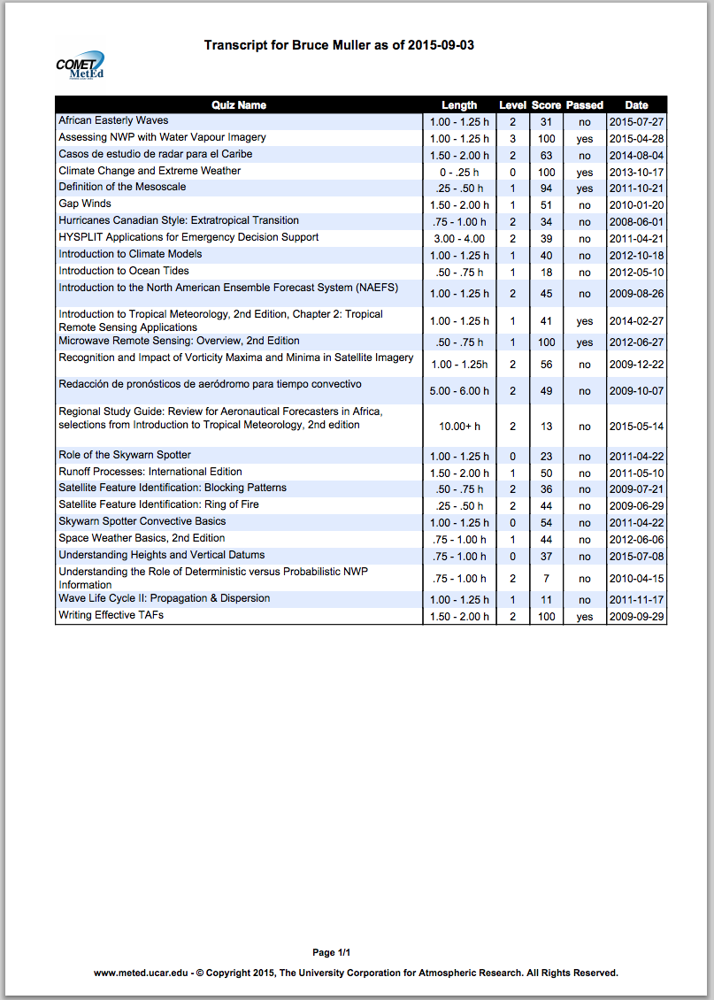 Transcript for Bruce Muller as of 2015-09-03
COMET
MetEd
Quiz Name Length Level Score Passed Date
African Easterly Waves 1.00 - 1.25 h 2 31 no 2015-07-27
Assessing NWP with Water Vapour Imagery 1.00 - 1.25 h 3 100 yes 2015-04-28
Casos de estudio de radar para el Caribe 1.50 - 2.00 h 2 63 no 2014-08-04
Climate Change and Extreme Weather 0 - .25 h 0 100 yes 2013-10-17
Definition of the Mesoscale .25 - .50 h 1 94 yes 2011-10-21
Gap Winds 1.50 - 2.00 h 1 51 no 2010-01-20
Hurricanes Canadian Style: Extratropical Transition .75 - 1.00 h 2 34 no 2008-06-01
HYSPLIT Applications for Emergency Decision Support 3.00 - 4.00 2 39 no 2011-04-21
Introduction to Climate Models 1.00 - 1.25 h 1 40 no 2012-10-18
Introduction to Ocean Tides .50 - .75 h 1 18 no 2012-05-10
Introduction to the North American Ensemble Forecast System (NAEFS) 1.00 - 1.25 h 2 45 no 2009-08-26
Introduction to Tropical Meteorology, 2nd Edition, Chapter 2: Tropical
Remote Sensing Applications 1.00 - 1.25 h 1 41 yes 2014-02-27
Microwave Remote Sensing: Overview, 2nd Edition .50 - .75 h 1 100 yes 2012-06-27
Recognition and Impact of Vorticity Maxima and Minima in Satellite Imagery 1.00 - 1.25h 2 56 no 2009-12-22
Redacción de pronósticos de aeródromo para tiempo convectivo 5.00 - 6.00 h 2 49 no 2009-10-07
Regional Study Guide: Review for Aeronautical Forecasters in Africa,
selections from Introduction to Tropical Meteorology, 2nd edition 10.00+ h 2 13 no 2015-05-14
Role of the Skywarn Spotter 1.00 - 1.25 h 0 23 no 2011-04-22
Runoff Processes: International Edition 1.50 - 2.00 h 1 50 no 2011-05-10
Satellite Feature Identification: Blocking Patterns .50 - .75 h 2 36 no 2009-07-21
Satellite Feature Identification: Ring of Fire .25 - .50 h 2 44 no 2009-06-29
Skywarn Spotter Convective Basics 1.00 - 1.25 h 0 54 no 2011-04-22
Space Weather Basics, 2nd Edition .75 - 1.00 h 1 44 no 2012-06-06
Understanding Heights and Vertical Datums .75 - 1.00 h 0 37 no 2015-07-08
Understanding the Role of Deterministic versus Probabilistic NWP
Information .75 - 1.00 h 2 7 no 2010-04-15
Wave Life Cycle II: Propagation & Dispersion 1.00 - 1.25 h 1 11 no 2011-11-17
Writing Effective TAFs 1.50 - 2.00 h 2 100 yes 2009-09-29
Page 1/1
www.meted.ucar.edu - © Copyright 2015, The University Corporation for Atmospheric Research. All Rights Reserved.